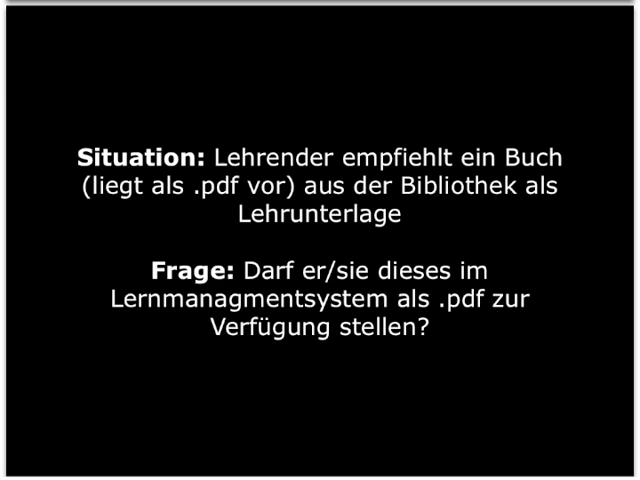 Situation: Lehrender empfiehlt ein Buch
(liegt als .pdf vor) aus der Bibliothek als
Lehrunterlage
Frage: Darf er/sie dieses im
Lernmanagmentsystem als .pdf zur
Verfügung stellen?